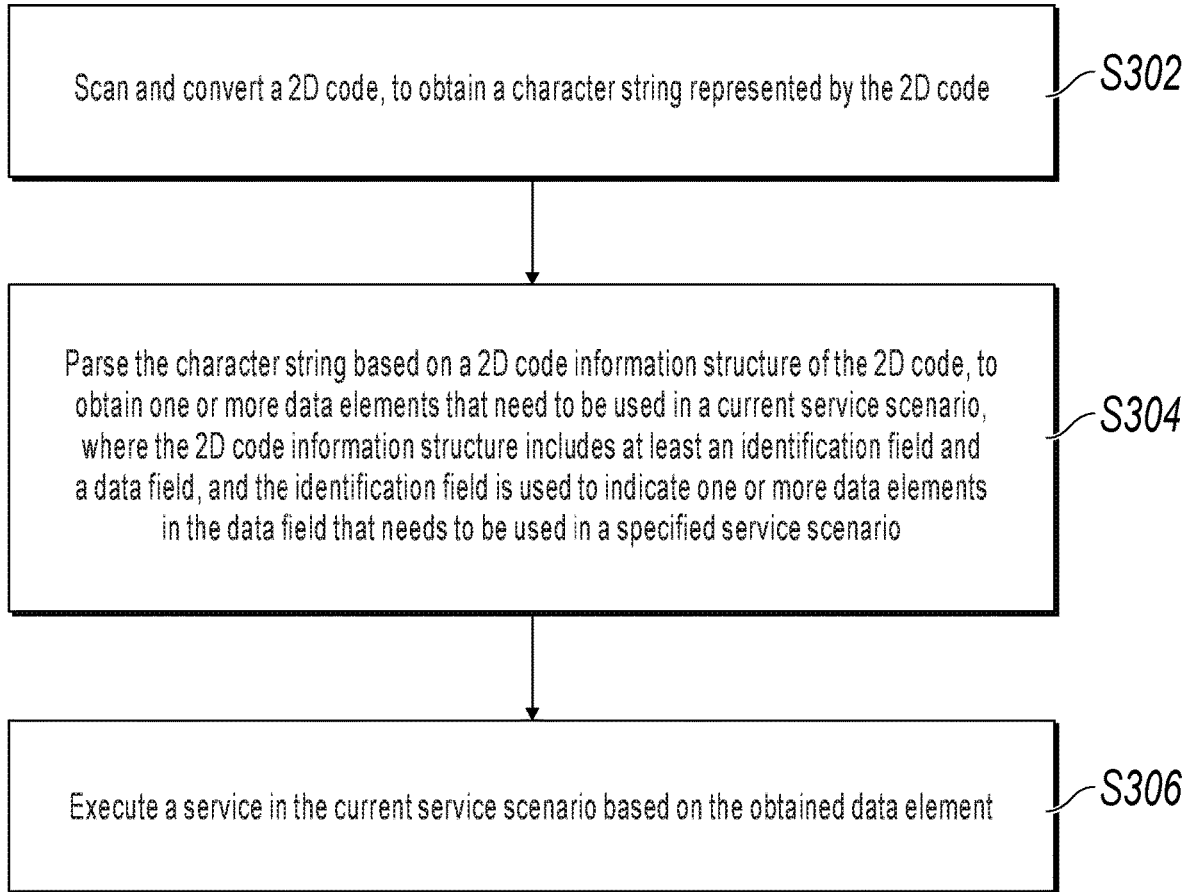 Scan and convert a 2D code, to obtain a character string represented by the 2D code
S302
Parse the character string based on a 2D code information structure of the 2D code, to
obtain one or more data elements that need to be used in a current service scenario,
where the 2D code information structure includes at least an identification field and
a data field, and the identification field is used to indicate one or more data elements
in the data field that needs to be used in a specified service scenario
S304
Execute a service in the current service scenario based on the obtained data element
S306